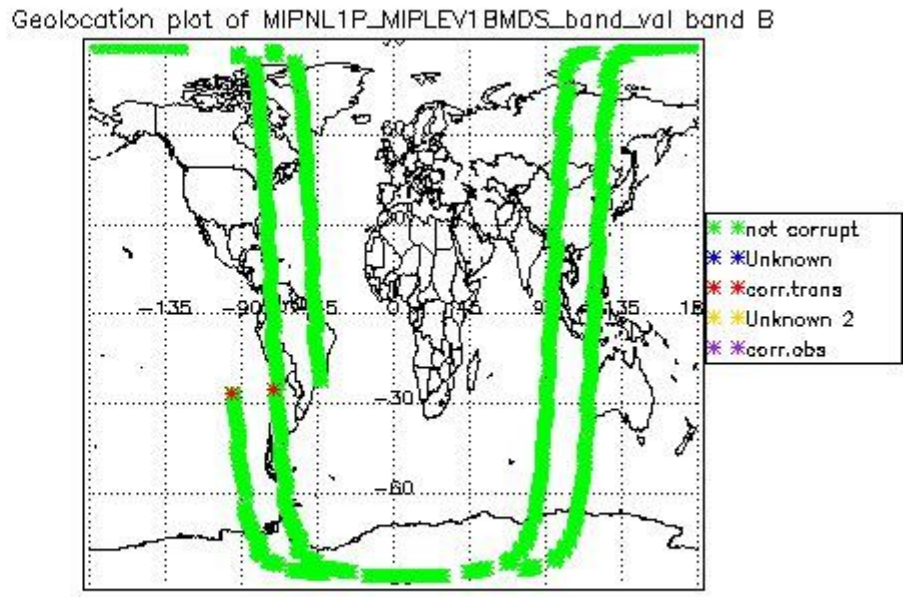 Geolocation plot of MIPNL1P_MIPLEV1BMDS_band_val band B
60
-135 -90 0 135
-30
-60
* *not corrupt
* *Unknown
* *corr.trans
* *Unknown 2
* *corr.obs